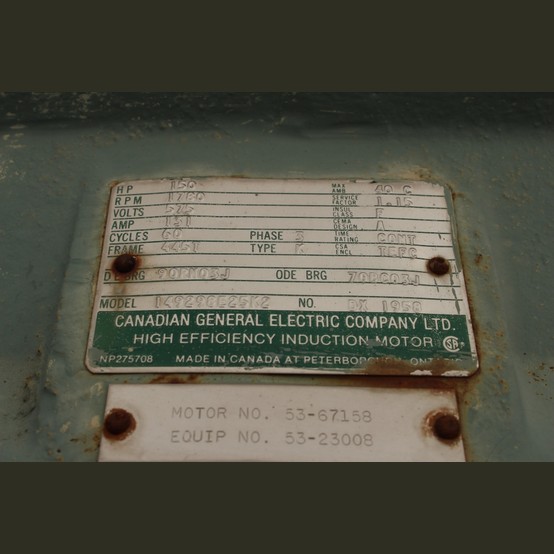 HP 150 MAX AMB 40 C
RPM 1780 SERVICE FACTOR 1.15
VOLTS 575 INSUL CLASS F
AMP CEMA DESIGN A
CYCLES 60 PHASE 3 TIME RATING CONT
FRAME 445T TYPE K CSA ENCL TEFC
D E BRG ODE BRG
MODEL NO.
CANADIAN GENERAL ELECTRIC COMPANY LTD.
HIGH EFFICIENCY INDUCTION MOTOR
NP275708 MADE IN CANADA AT PETERBOROUGH, ONT
MOTOR NO. 53-67158
EQUIP NO. 53-23008